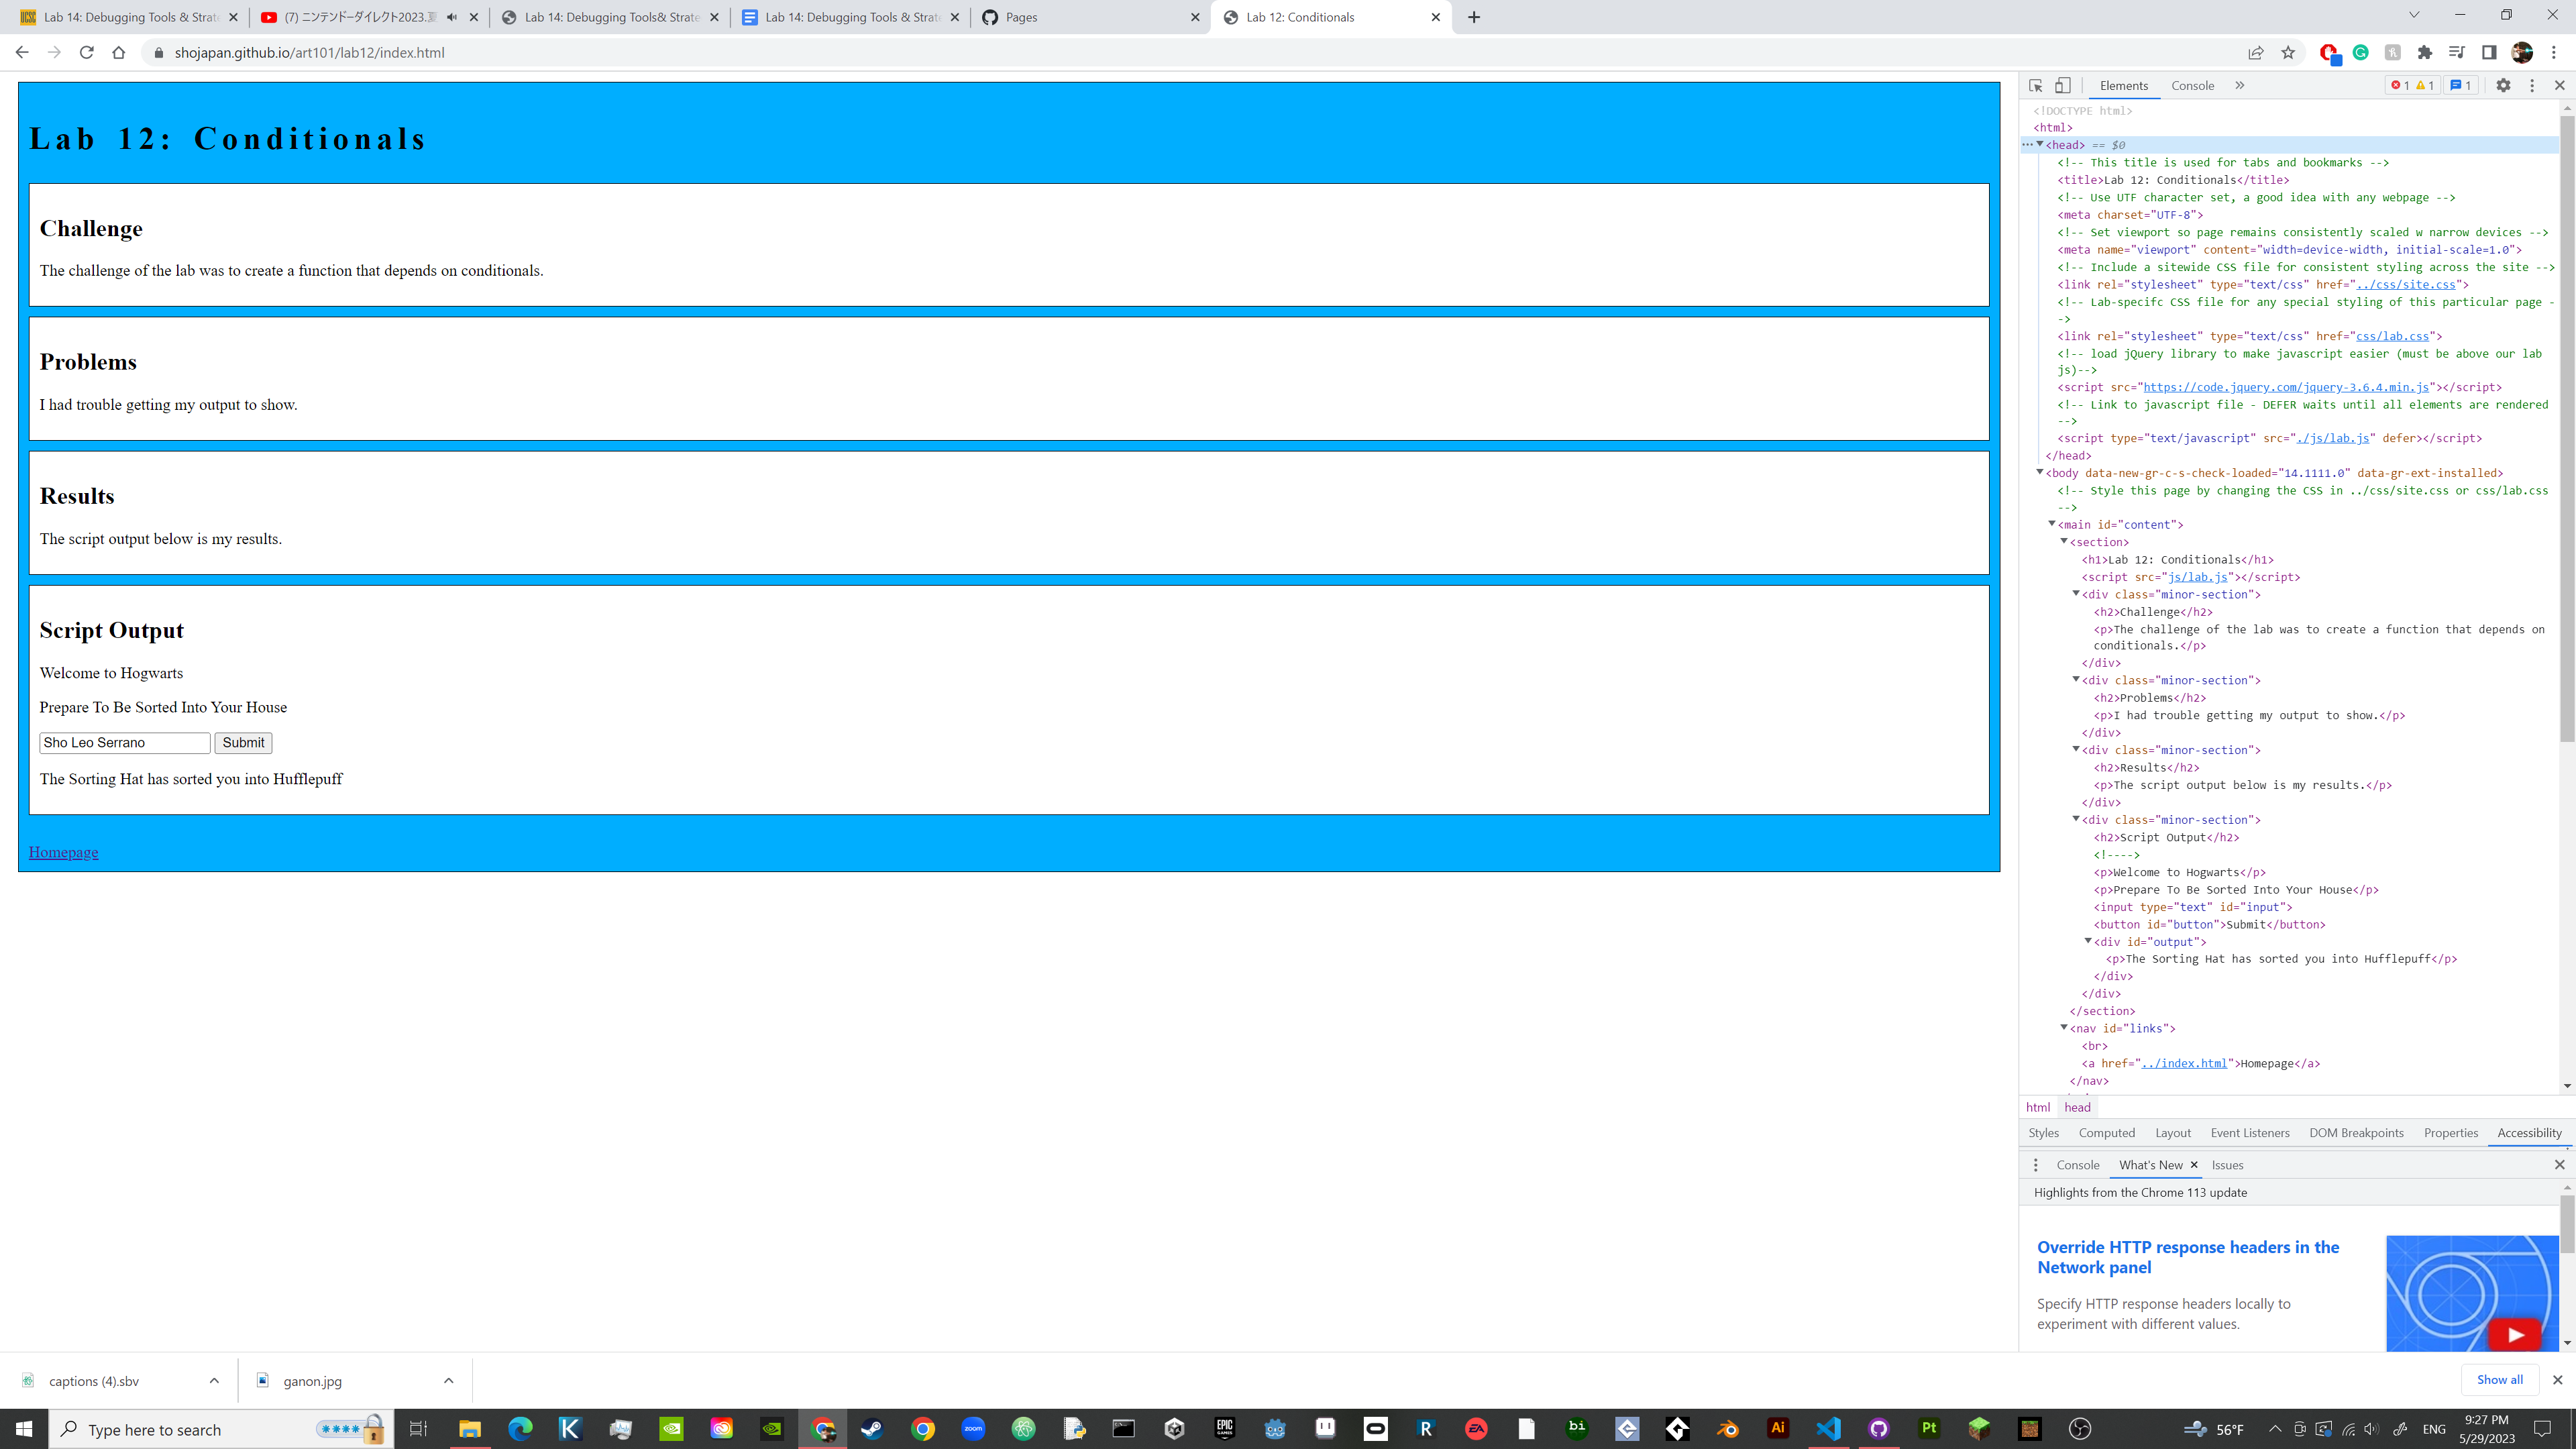 Lab 14: Debugging Tools & Strate
(7) ニンテンドーダイレクト2023.夏
Lab 14: Debugging Tools& Strate
Lab 14: Debugging Tools & Strate
Pages
Lab 12: Conditionals
shojapan.github.io/art101/lab12/index.html
Lab 12: Conditionals
Challenge
The challenge of the lab was to create a function that depends on conditionals.
Problems
I had trouble getting my output to show.
Results
The script output below is my results.
Script Output
Welcome to Hogwarts
Prepare To Be Sorted Into Your House
Sho Leo Serrano Submit
The Sorting Hat has sorted you into Hufflepuff
Homepage
Elements Console » 1 1 1
<!DOCTYPE html>
<html>
<head> == $0
<!-- This title is used for tabs and bookmarks -->
<title>Lab 12: Conditionals</title>
<!-- Use UTF character set, a good idea with any webpage -->
<meta charset="UTF-8">
<!-- Set viewport so page remains consistently scaled w narrow devices -->
<meta name="viewport" content="width=device-width, initial-scale=1.0">
<!-- Include a sitewide CSS file for consistent styling across the site -->
<link rel="stylesheet" type="text/css" href="../css/site.css">
<!-- Lab-specifc CSS file for any special styling of this particular page -
->
<link rel="stylesheet" type="text/css" href="css/lab.css">
<!-- load jQuery library to make javascript easier (must be above our lab
js)-->
<script src="https://code.jquery.com/jquery-3.6.4.min.js"></script>
<!-- Link to javascript file - DEFER waits until all elements are rendered
-->
<script type="text/javascript" src="./js/lab.js" defer></script>
</head>
<body data-new-gr-c-s-check-loaded="14.1111.0" data-gr-ext-installed>
<!-- Style this page by changing the CSS in ../css/site.css or css/lab.css
-->
<main id="content">
<section>
<h1>Lab 12: Conditionals</h1>
<script src="js/lab.js"></script>
<div class="minor-section">
<h2>Challenge</h2>
<p>The challenge of the lab was to create a function that depends on
conditionals.</p>
</div>
<div class="minor-section">
<h2>Problems</h2>
<p>I had trouble getting my output to show.</p>
</div>
<div class="minor-section">
<h2>Results</h2>
<p>The script output below is my results.</p>
</div>
<div class="minor-section">
<h2>Script Output</h2>
<!---->
<p>Welcome to Hogwarts</p>
<p>Prepare To Be Sorted Into Your House</p>
<input type="text" id="input">
<button id="button">Submit</button>
<div id="output">
<p>The Sorting Hat has sorted you into Hufflepuff</p>
</div>
</div>
</section>
<nav id="links">
<br>
<a href="../index.html">Homepage</a>
</nav>
html head
Styles Computed Layout Event Listeners DOM Breakpoints Properties Accessibility
Console What's New Issues
Highlights from the Chrome 113 update
Override HTTP response headers in the
Network panel
Specify HTTP response headers locally to
experiment with different values.
captions (4).sbv
ganon.jpg
Show all
Type here to search
56°F
ENG
9:27 PM
5/29/2023